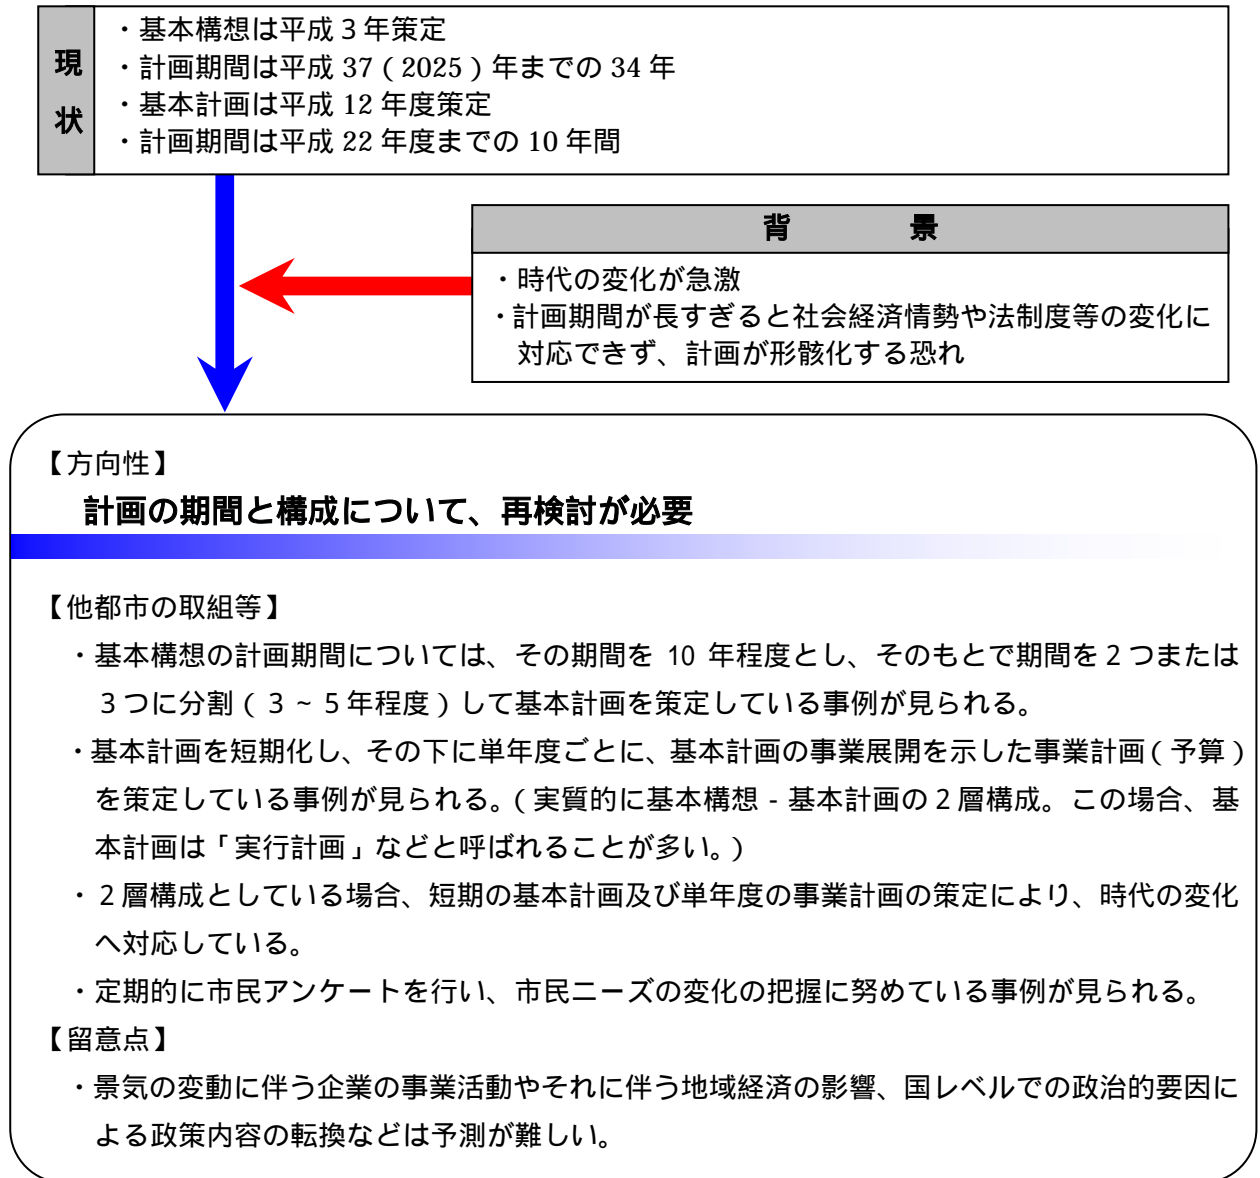 現状
・基本構想は平成３年策定
・計画期間は平成 37（2025）年までの 34 年
・基本計画は平成 12 年度策定
・計画期間は平成 22 年度までの 10 年間
背　景
・時代の変化が急激
・計画期間が長すぎると社会経済情勢や法制度等の変化に
対応できず、計画が形骸化する恐れ
【方向性】
計画の期間と構成について、再検討が必要
【他都市の取組等】
・基本構想の計画期間については、その期間を 10 年程度とし、そのもとで期間を２つまたは
３つに分割（３～５年程度）して基本計画を策定している事例が見られる。
・基本計画を短期化し、その下に単年度ごとに、基本計画の事業展開を示した事業計画（予算）
を策定している事例が見られる。（実質的に基本構想‐基本計画の２層構成。この場合、基
本計画は「実行計画」などと呼ばれることが多い。）
・２層構成としている場合、短期の基本計画及び単年度の事業計画の策定により、時代の変化
へ対応している。
・定期的に市民アンケートを行い、市民ニーズの変化の把握に努めている事例が見られる。
【留意点】
・景気の変動に伴う企業の事業活動やそれに伴う地域経済の影響、国レベルでの政治的要因に
よる政策内容の転換などは予測が難しい。